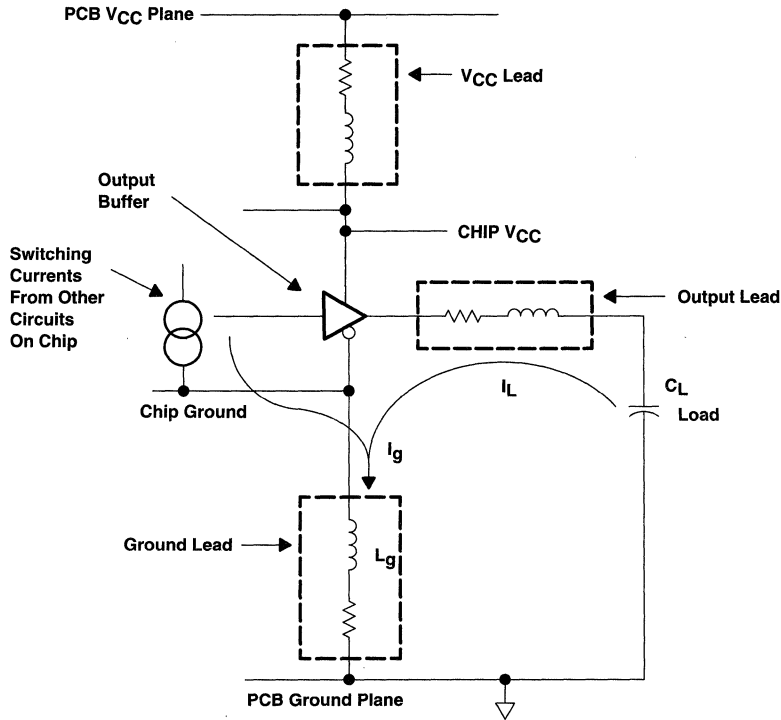 PCB VCC Plane
VCC Lead
Output
Buffer
CHIP VCC
Switching
Currents
From Other
Circuits
On Chip
Output Lead
Chip Ground
IL
CL
Load
Ig
Ground Lead
Lg
PCB Ground Plane